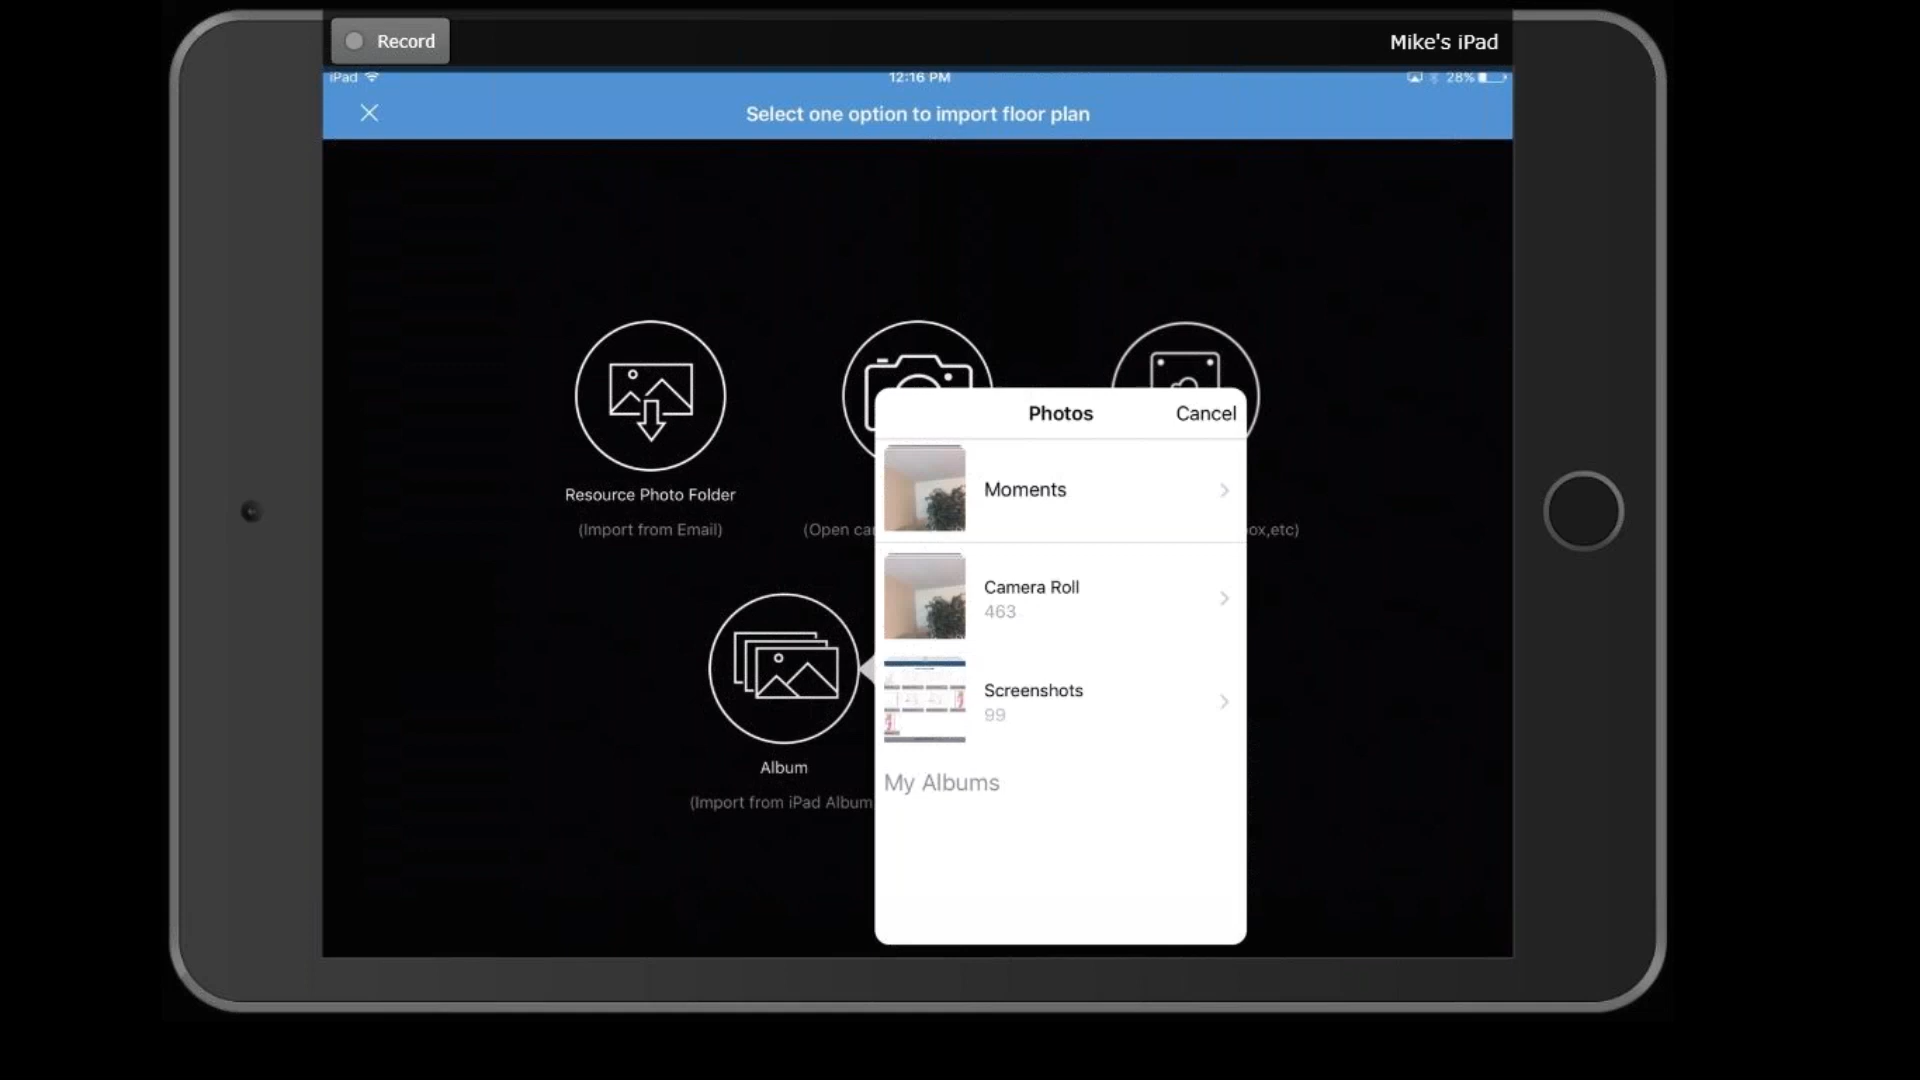 Record
Mike's iPad
iPad
12:16 PM
28%
Select one option to import floor plan
Photos
Cancel
Moments
Resource Photo Folder
(Import from Email)
(Open
ox,etc)
Camera Roll
463
Screenshots
99
Album
(Import from iPad Album
My Albums